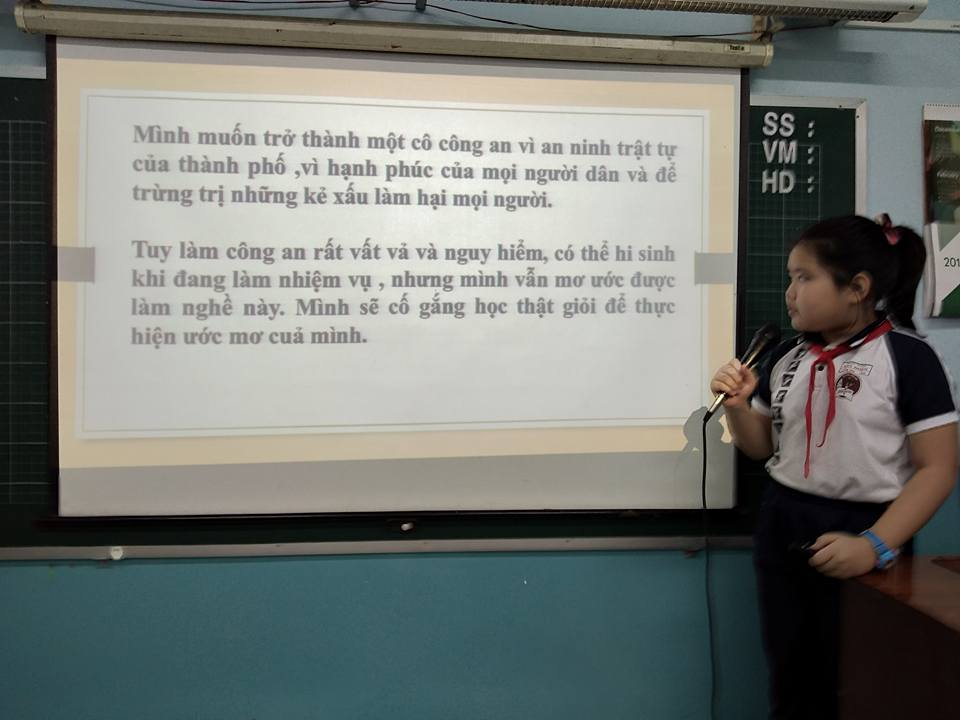 Mình muốn trở thành một cô công an vì an ninh trật tự
của thành phố ,vì hạnh phúc của mọi người dân và để
trừng trị những kẻ xấu làm hại mọi người.
Tuy làm công an rất vất vả và nguy hiểm, có thể hi sinh
khi đang làm nhiệm vụ , nhưng mình vẫn mơ ước được
làm nghề này. Mình sẽ cố gắng học thật giỏi để thực
hiện ước mơ cuả mình.
SS :
VM :
HD :
201